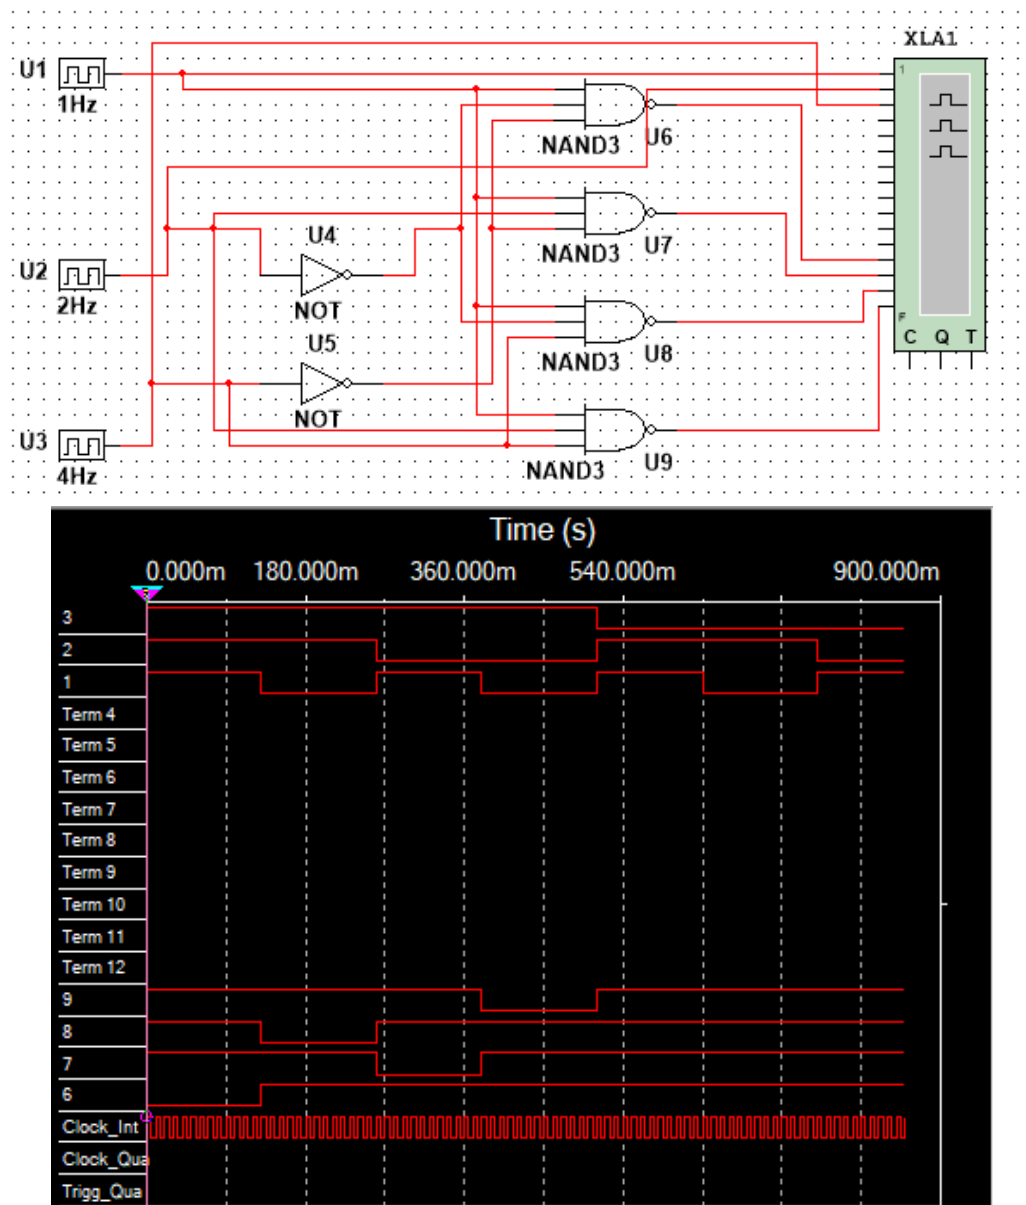 XLA1
U1
1Hz
1
NAND3
U6
U4
NOT
NAND3
U7
U2
2Hz
U5
NOT
NAND3
U8
F
C Q T
U3
4Hz
NAND3
U9
Time (s)
0.000m 180.000m 360.000m 540.000m 900.000m
3
2
1
Term 4
Term 5
Term 6
Term 7
Term 8
Term 9
Term 10
Term 11
Term 12
9
8
7
6
Clock_Int
Clock_Qua
Trigg_Qua